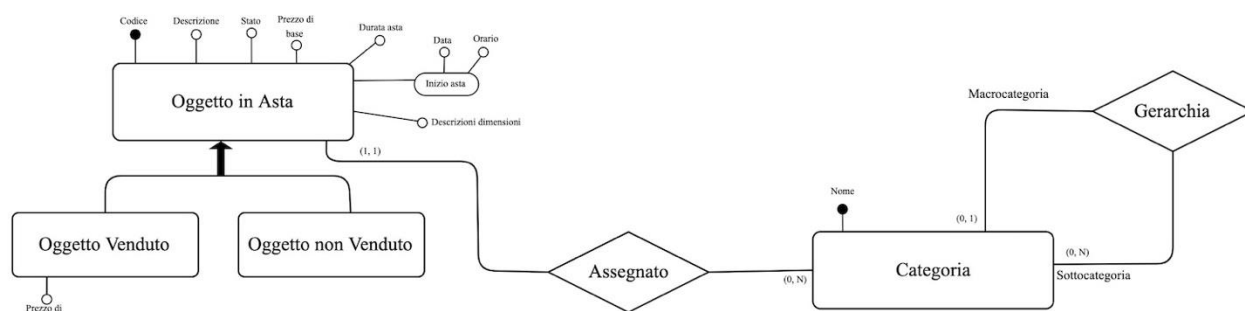 Codice
Descrizione
Stato
Prezzo di
base
Durata asta
Data
Orario
Inizio asta
Oggetto in Asta
Descrizioni dimensioni
(1, 1)
Oggetto Venduto
Oggetto non Venduto
Prezzo di
Assegnato
(0, N)
Nome
Categoria
(0, 1)
Macrocategoria
Gerarchia
(0, N)
Sottocategoria